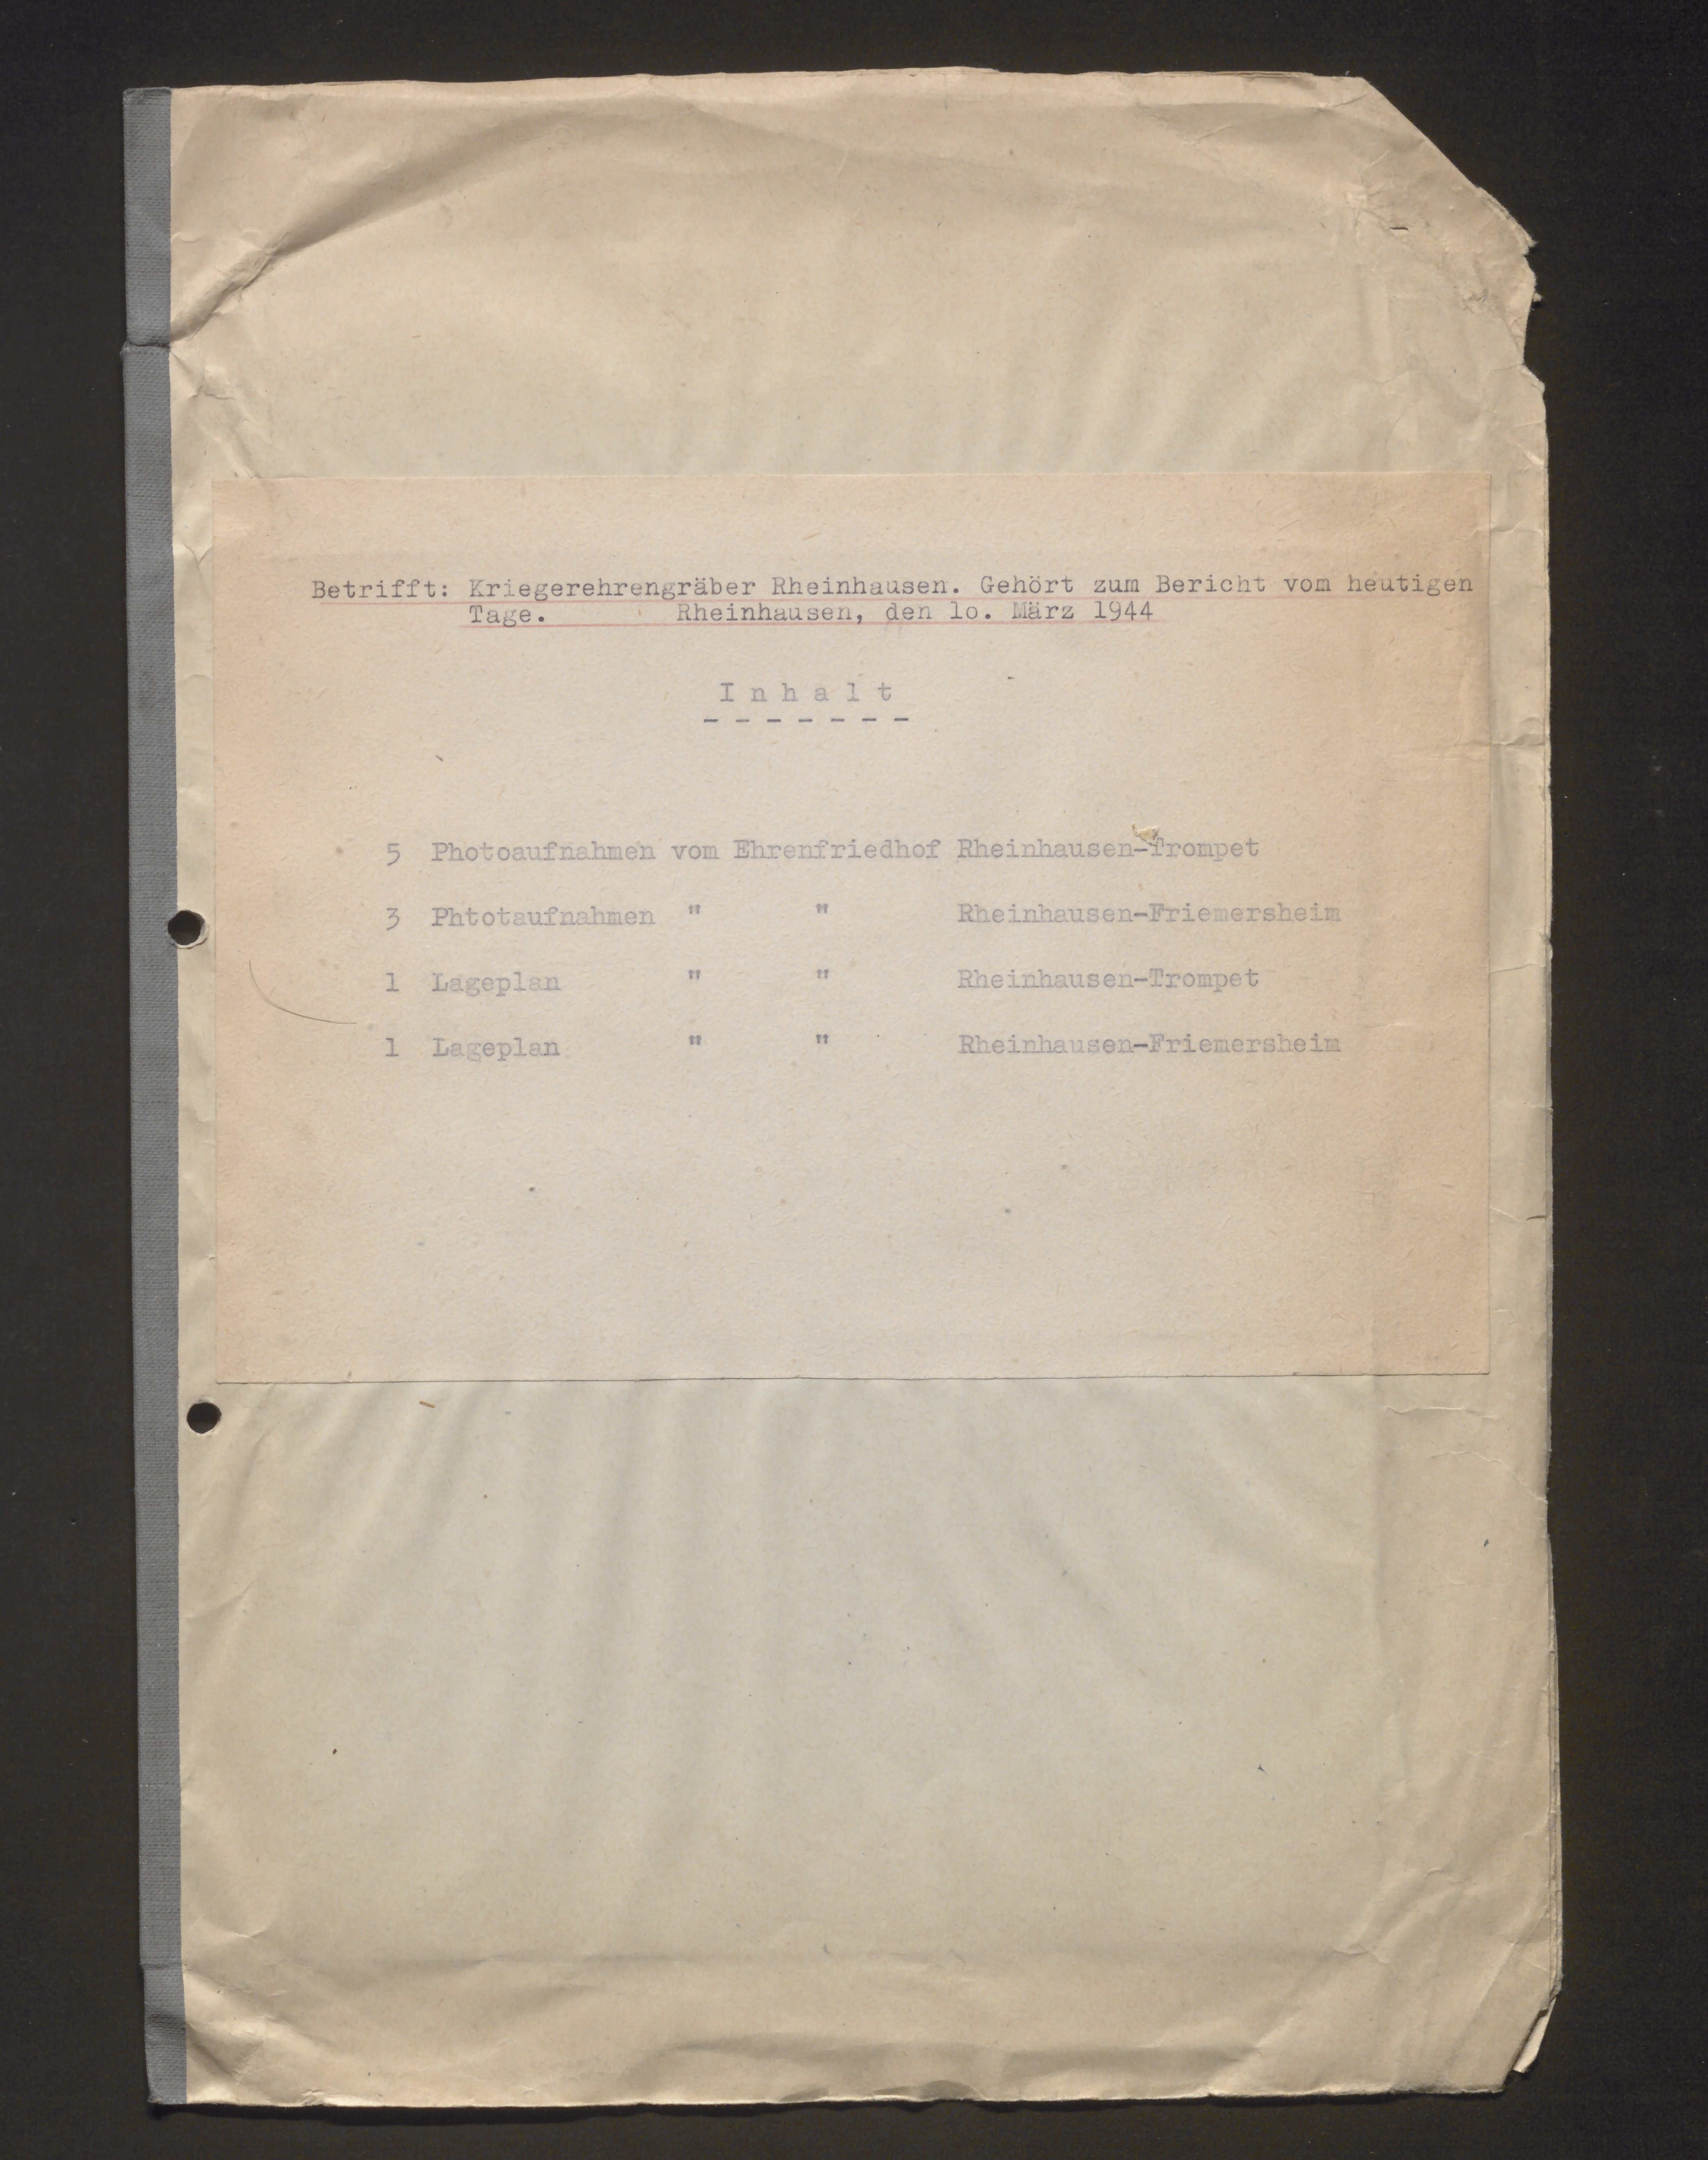 Betrifft: Kriegerehrengräber Rheinhausen. Gehört zum Bericht vom heutigen
Tage. Rheinhausen, den lo. März 1944
I n h a l t
- - - - - - -
5 Photoaufnahmen vom Ehrenfriedhof Rheinhausen-Trompet
3 Phtotaufnahmen " " Rheinhausen-Friemersheim
1 Lageplan " " Rheinhausen-Trompet
1 Lageplan " " Rheinhausen-Friemersheim